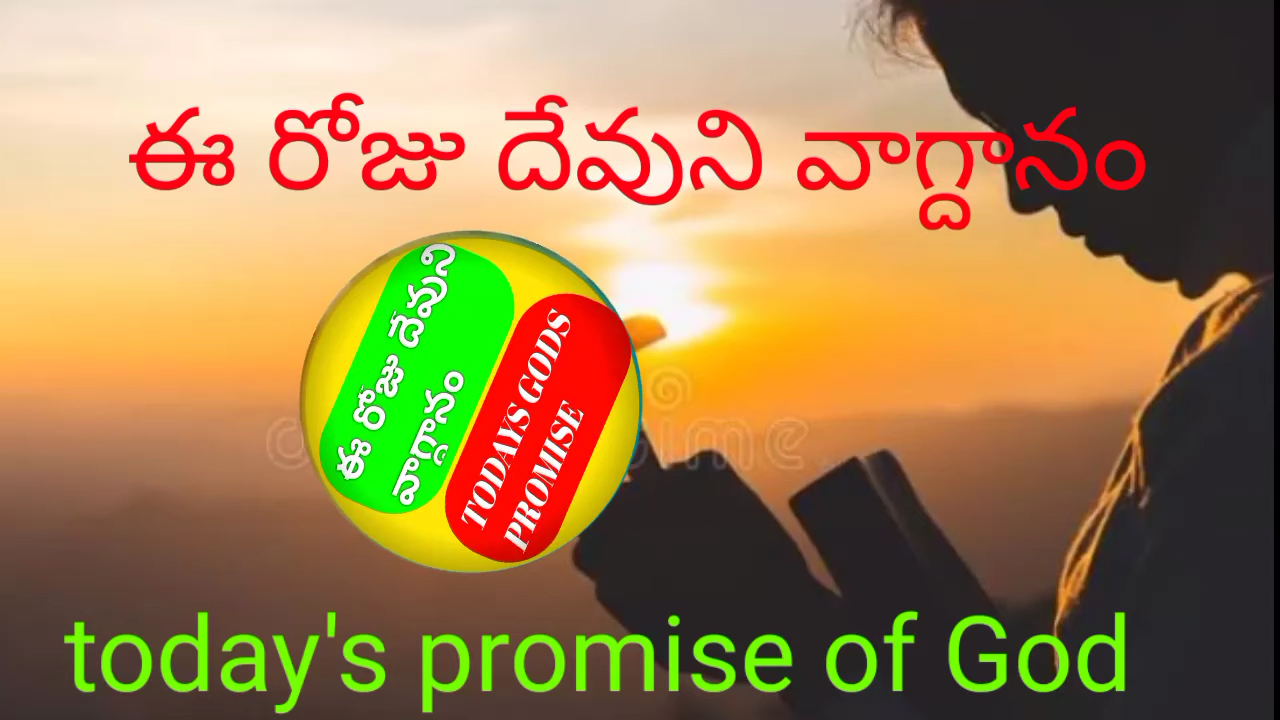 ఈ రోజు దేవుని వాగ్దానం
ఈ రోజు దేవుని
వాగ్దానం
TODAYS GODS
PROMISE
today's promise of God